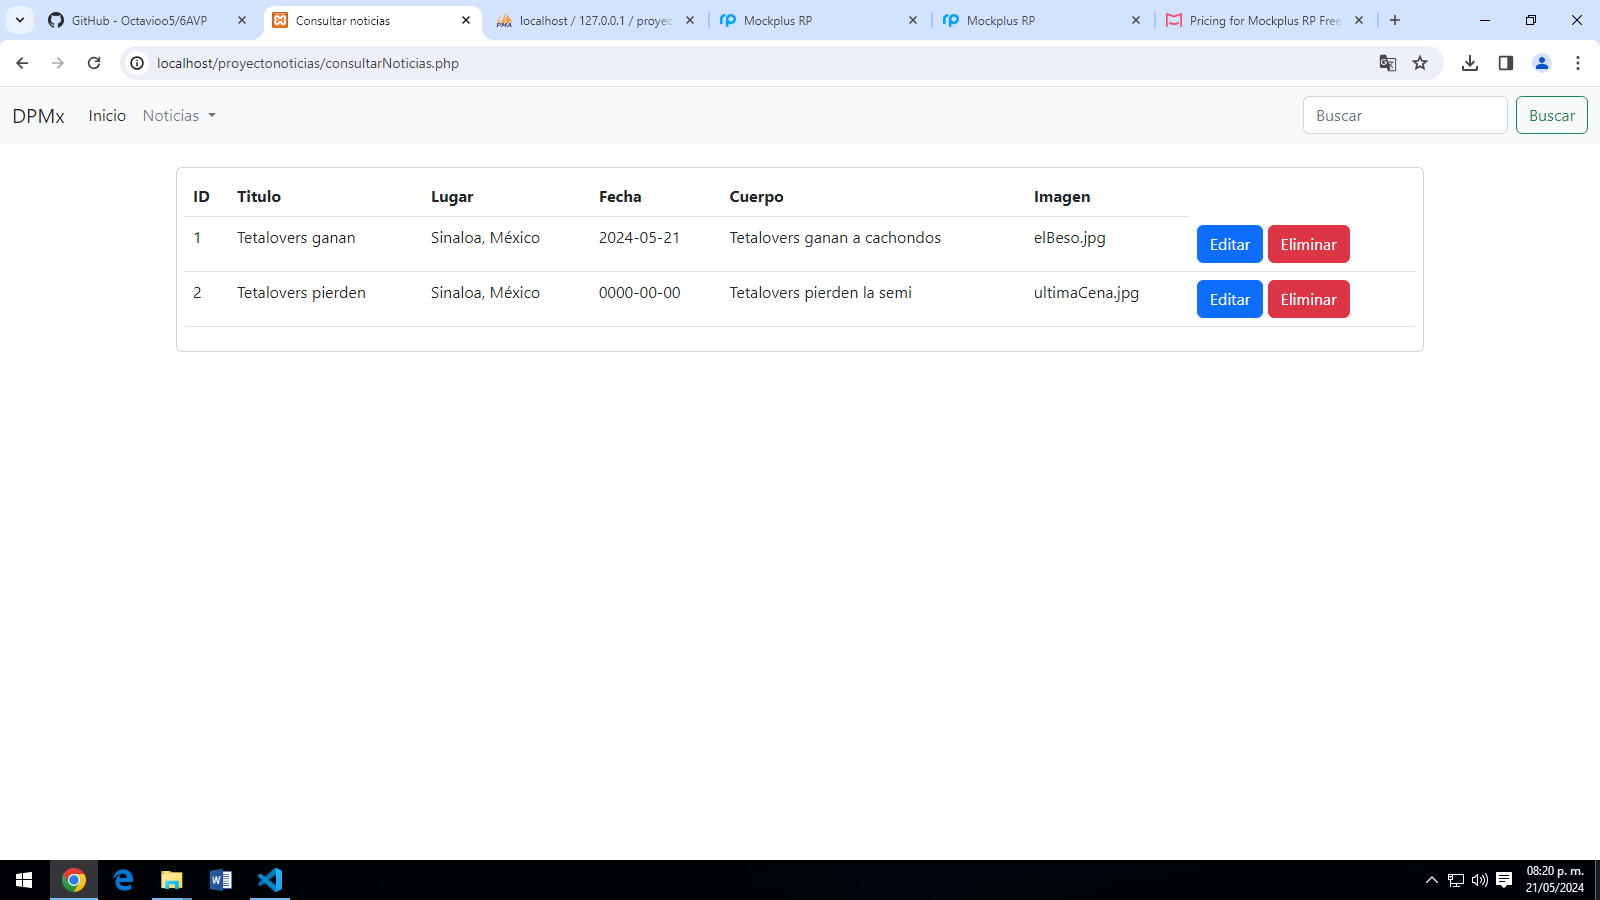 GitHub - Octavioo5/6AVP
Consultar noticias
localhost / 127.0.0.1 / proyec
Mockplus RP
Mockplus RP
Pricing for Mockplus RP Free
localhost/proyectonoticias/consultarNoticias.php
DPMx Inicio Noticias Buscar Buscar
ID Titulo Lugar Fecha Cuerpo Imagen
1 Tetalovers ganan Sinaloa, México 2024-05-21 Tetalovers ganan a cachondos elBeso.jpg Editar Eliminar
2 Tetalovers pierden Sinaloa, México 0000-00-00 Tetalovers pierden la semi ultimaCena.jpg Editar Eliminar
08:20 p. m.
21/05/2024